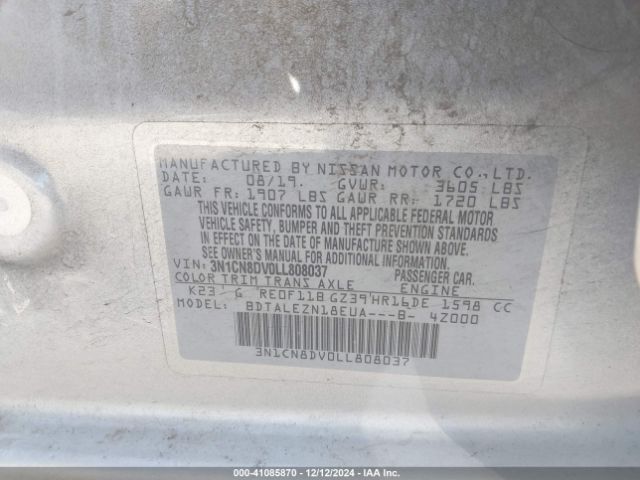 MANUFACTURED BY NISSAN MOTOR CO., LTD.
DATE: 08/19. GVWR: 3605 LBS
GAWR FR: 1907 LBS GAWR RR: 1720 LBS
THIS VEHICLE CONFORMS TO ALL APPLICABLE FEDERAL MOTOR
VEHICLE SAFETY, BUMPER AND THEFT PREVENTION STANDARDS
IN EFFECT ON THE DATE OF MANUFACTURE SHOWN ABOVE.
SEE OWNER'S MANUAL FOR ADDITIONAL INFO.
VIN: 3N1CN8DV0LL808037 PASSENGER CAR.
COLOR TRIM TRANS AXLE ENGINE
K23 G RE0F11B GZ39 HR16DE 1598 CC
MODEL: BDTALEZN18EUA---B- 4Z000
3N1CN8DV0LL808037
000-41085870 • 12/12/2024 • IAA Inc.